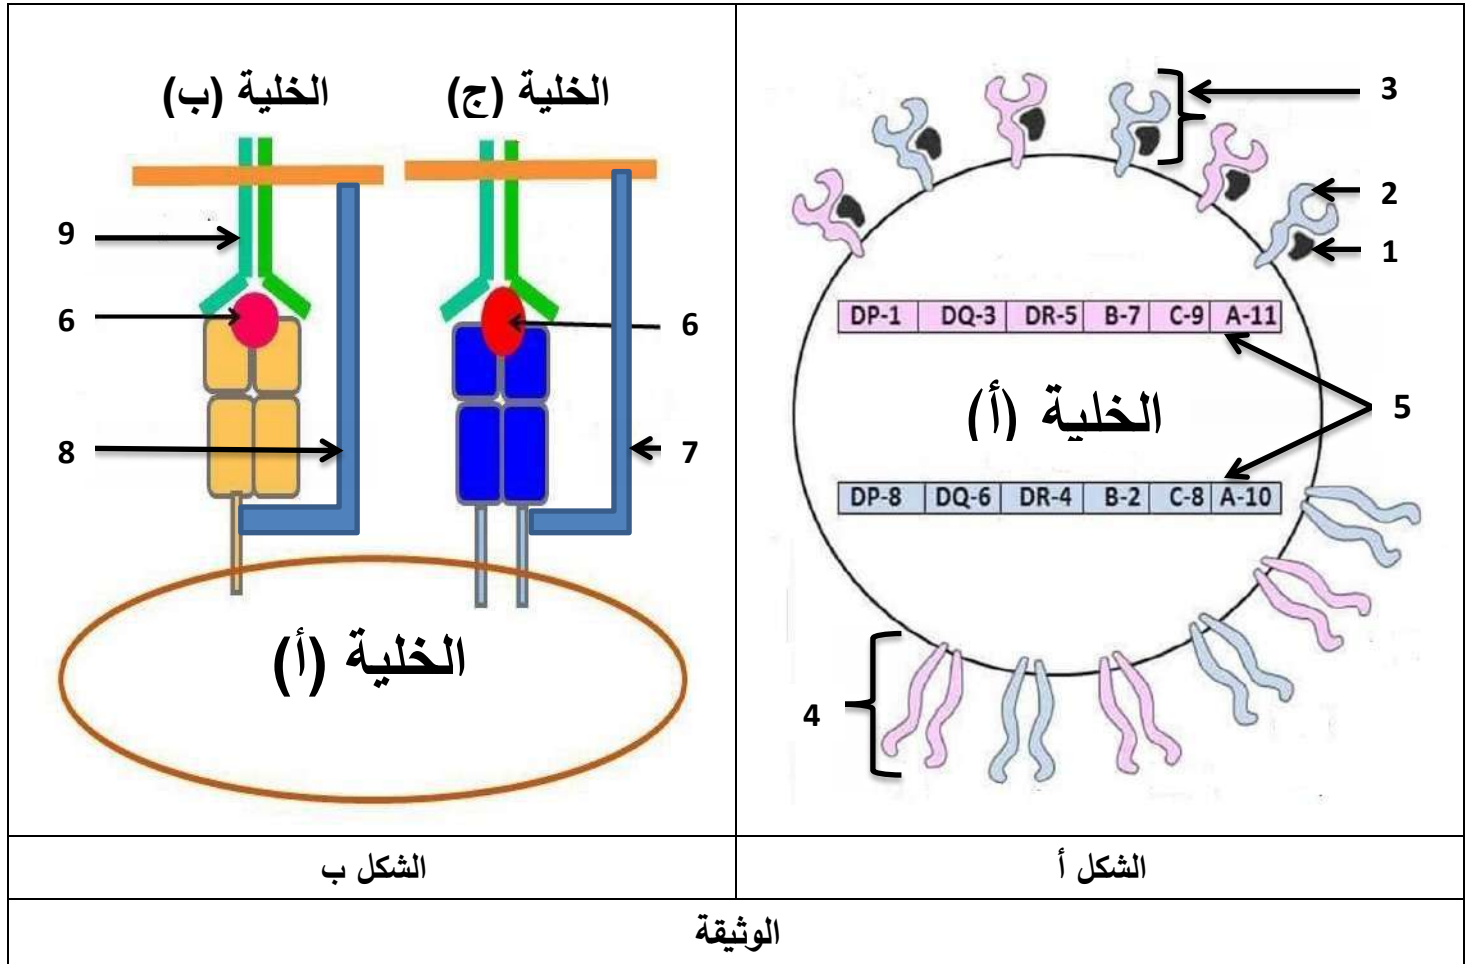 الخلية (ج)
الخلية (ب)
3
2
1
9
6
6
8
7
DP-1 DQ-3 DR-5 B-7 C-9 A-11
الخلية (أ)
5
DP-8 DQ-6 DR-4 B-2 C-8 A-10
الخلية (أ)
4
الشكل أ
الشكل ب
الوثيقة